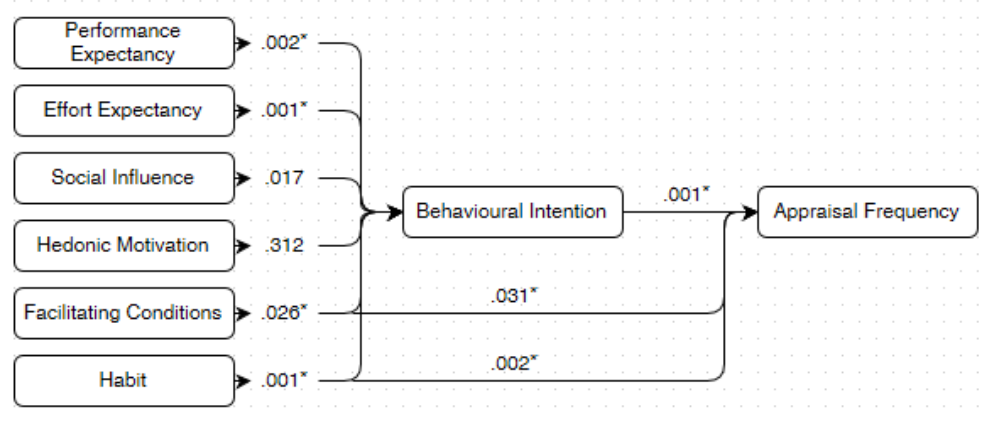 Performance
Expectancy
.002*
Effort Expectancy
.001*
Social Influence
.017
Hedonic Motivation
.312
Facilitating Conditions
.026*
Habit
.001*
Behavioural Intention
.001*
Appraisal Frequency
.031*
.002*